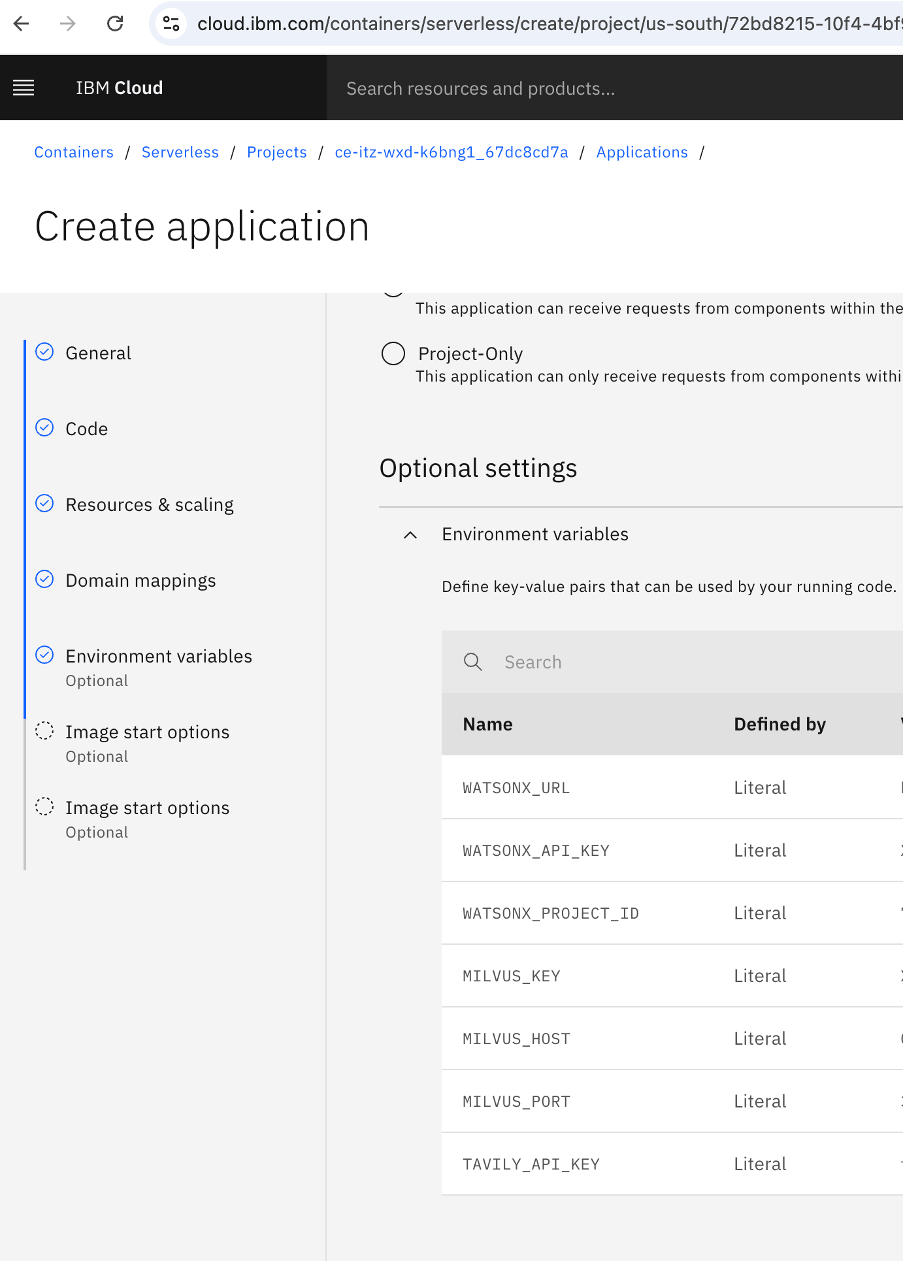 cloud.ibm.com/containers/serverless/create/project/us-south/72bd8215-10f4-4bf
IBM Cloud
Search resources and products...
Containers / Serverless / Projects / ce-itz-wxd-k6bng1_67dc8cd7a / Applications /
Create application
This application can receive requests from components within the
Project-Only
This application can only receive requests from components withi
General
Code
Resources & scaling
Domain mappings
Environment variables
Optional
Image start options
Optional
Image start options
Optional
Optional settings
Environment variables
Define key-value pairs that can be used by your running code.
Search
Name Defined by
WATSONX_URL Literal
WATSONX_API_KEY Literal
WATSONX_PROJECT_ID Literal
MILVUS_KEY Literal
MILVUS_HOST Literal
MILVUS_PORT Literal
TAVILY_API_KEY Literal